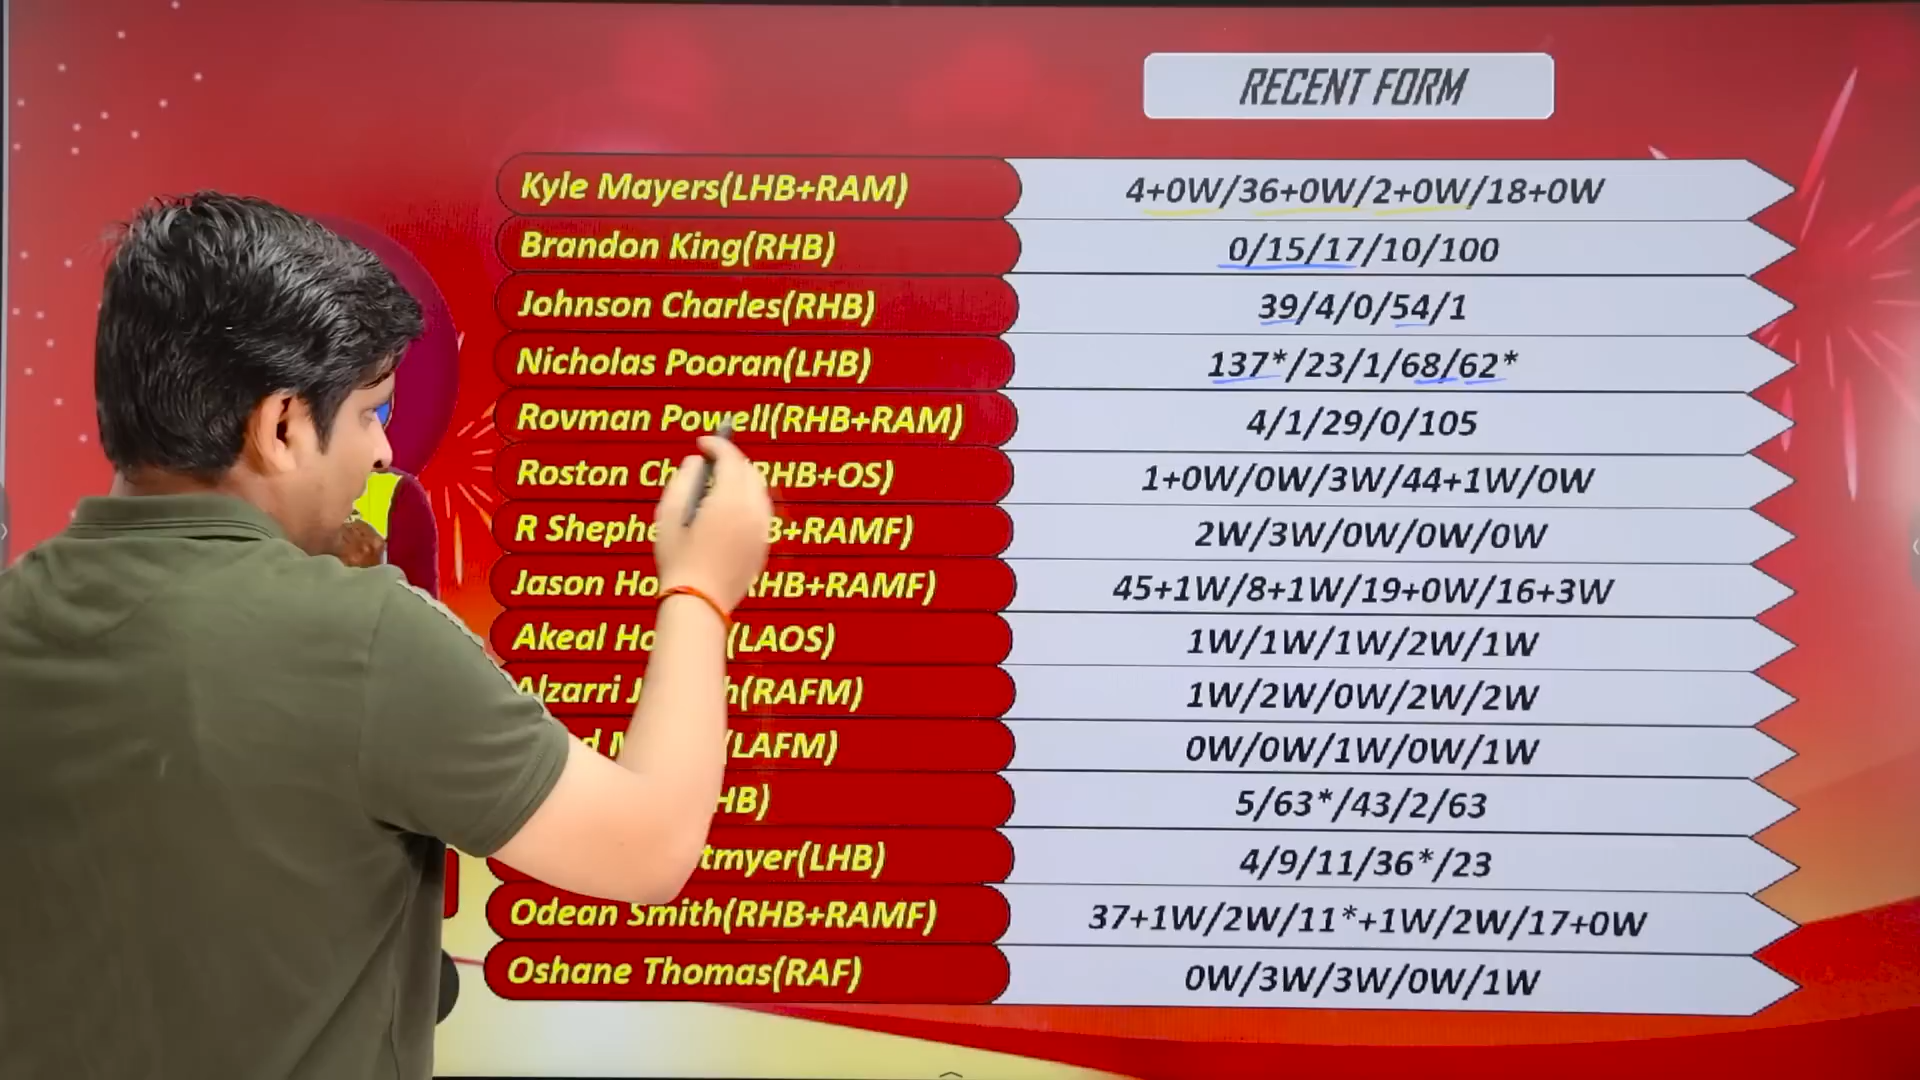 RECENT FORM
Kyle Mayers(LHB+RAM) 4+0W/36+0W/2+0W/18+0W
Brandon King(RHB) 0/15/17/10/100
Johnson Charles(RHB) 39/4/0/54/1
Nicholas Pooran(LHB) 137*/23/1/68/62*
Rovman Powell(RHB+RAM) 4/1/29/0/105
Roston RHB+OS) 1+0W/0W/3W/44+1W/0W
R B+RAMF) 2W/3W/0W/0W/0W
Jason RHB+RAMF) 45+1W/8+1W/19+0W/16+3W
Akeal (LAOS) 1W/1W/1W/2W/1W
Alzarri (RAFM) 1W/2W/0W/2W/2W
(LAFM) 0W/0W/1W/0W/1W
HB) 5/63*/43/2/63
tmyer(LHB) 4/9/11/36*/23
Odean Smith(RHB+RAMF) 37+1W/2W/11*+1W/2W/17+0W
Oshane Thomas(RAF) 0W/3W/3W/0W/1W